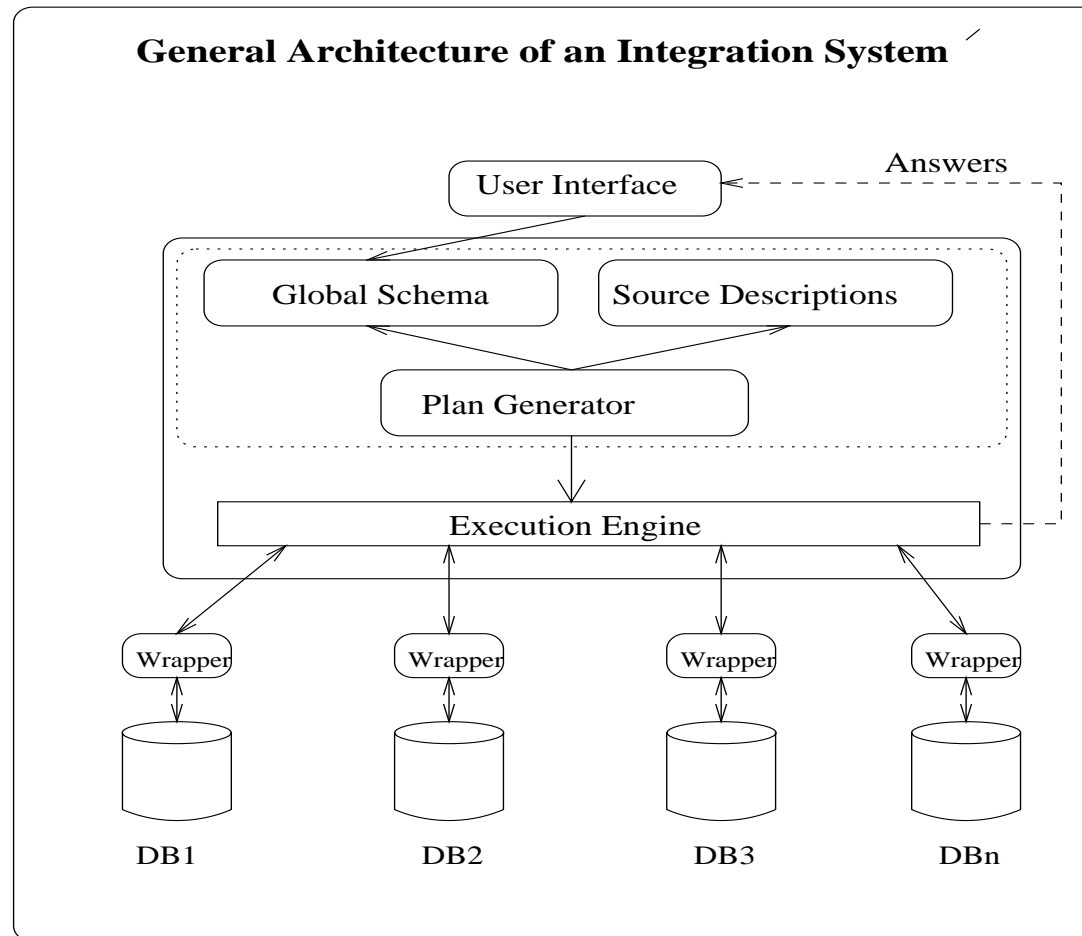 General Architecture of an Integration System
Answers
User Interface
Global Schema
Source Descriptions
Plan Generator
Execution Engine
Wrapper
Wrapper
Wrapper
Wrapper
DB1
DB2
DB3
DBn